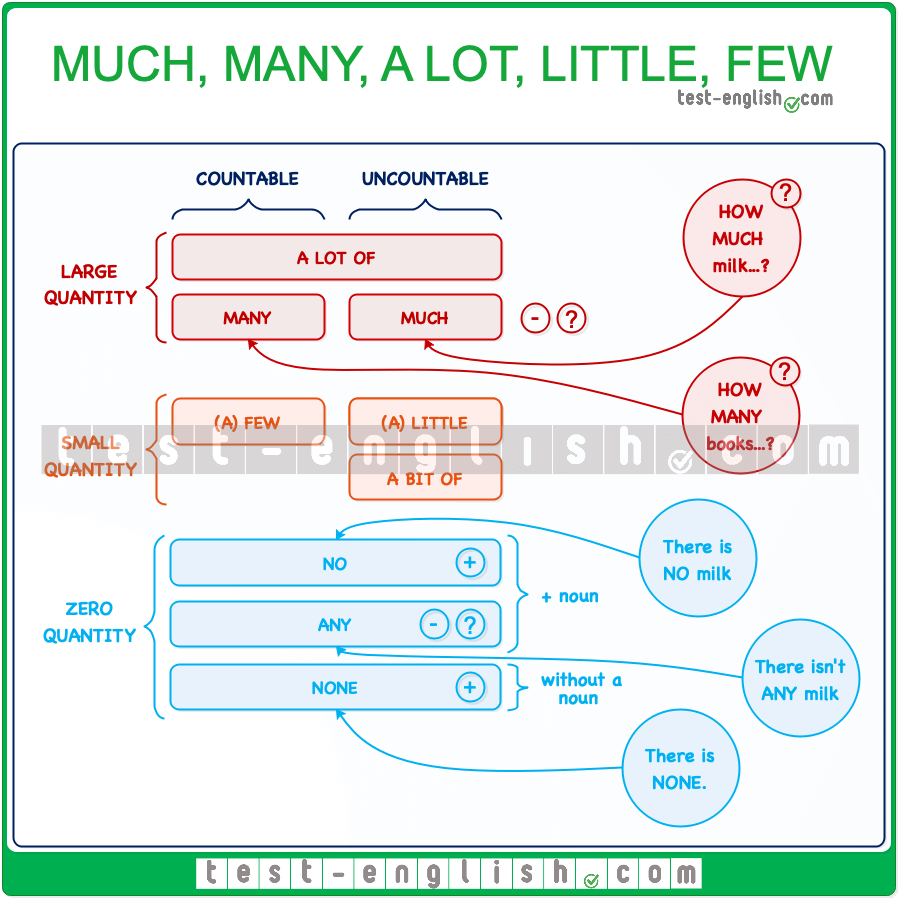 MUCH, MANY, A LOT, LITTLE, FEW
test-english.com
COUNTABLE
UNCOUNTABLE
LARGE
QUANTITY
A LOT OF
MANY
MUCH
- ?
?
HOW
MUCH
milk...?
?
HOW
MANY
books...?
SMALL
QUANTITY
(A) FEW
(A) LITTLE
A BIT OF
test-english.com
ZERO
QUANTITY
NO +
ANY - ?
NONE +
+ noun
without a
noun
There is
NO milk
There isn't
ANY milk
There is
NONE.
test-english.com